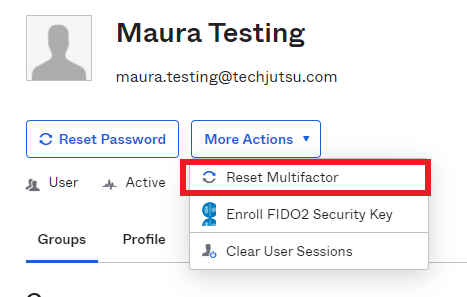 Maura Testing
maura.testing@techjutsu.com
Reset Password More Actions
User Active
Reset Multifactor
Enroll FIDO2 Security Key
Clear User Sessions
Groups Profile